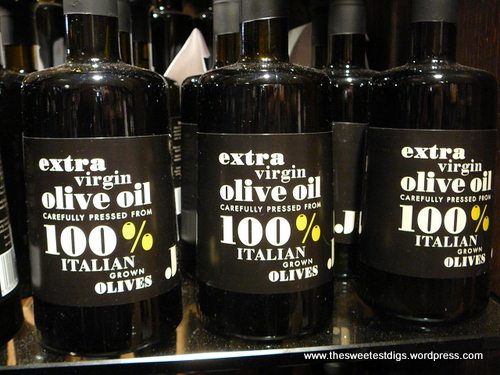 extra
virgin
olive oil
CAREFULLY PRESSED FROM
100%
ITALIAN
GROWN
OLIVES
extra
virgin
olive oil
CAREFULLY PRESSED FROM
100%
ITALIAN
GROWN
OLIVES
extra
virgin
olive oil
CAREFULLY PRESSED FROM
100%
ITALIAN
GROWN
OLIVES
www.thesweetestdigs.wordpress.com